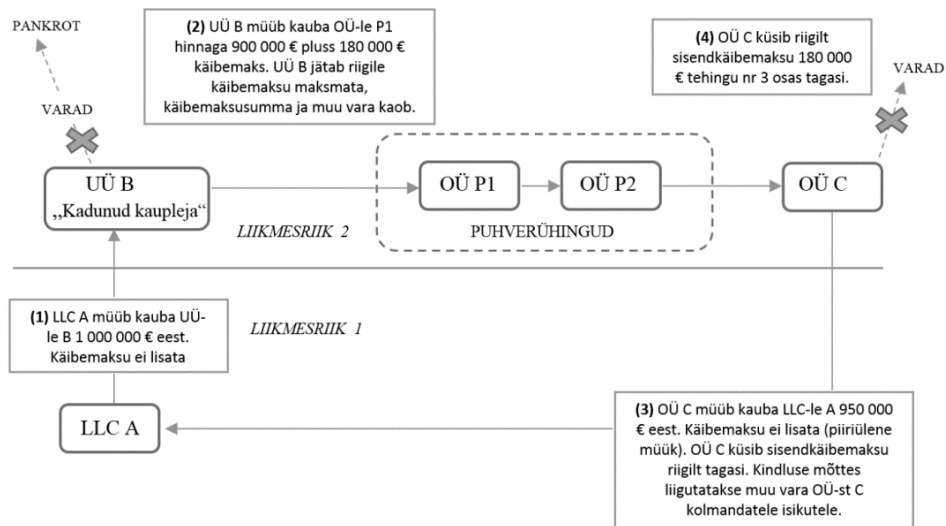 PANKROT
VARAD
(2) UÜ B müüb kauba OÜ-le P1
hinnaga 900 000 € pluss 180 000 €
käibemaks. UÜ B jätab riigile
käibemaksu maksmata,
käibemaksusumma ja muu vara kaob.
(4) OÜ C küsib riigilt
sisendkäibemaksu 180 000
€ tehingu nr 3 osas tagasi.
VARAD
UÜ B
„Kadunud kaupleja“
OÜ P1
OÜ P2
OÜ C
LIIKMESRIIK 2
PUHVERÜHINGUD
(1) LLC A müüb kauba UÜ-
le B 1 000 000 € eest.
Käibemaksu ei lisata
LIIKMESRIIK 1
LLC A
(3) OÜ C müüb kauba LLC-le A 950 000
€ eest. Käibemaksu ei lisata (piiriülene
müük). OÜ C küsib sisendkäibemaksu
riigilt tagasi. Kindluse mõttes
liigutatakse muu vara OÜ-st C
kolmandatele isikutele.